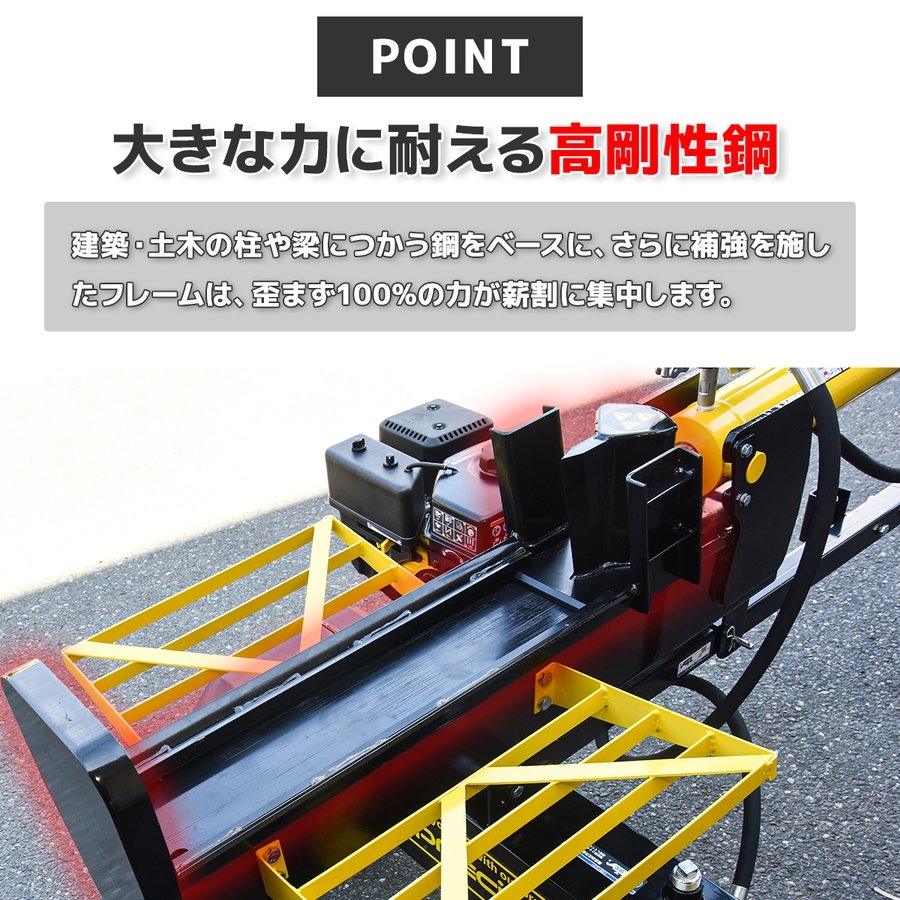 POINT
大きな力に耐える高剛性鋼
建築・土木の柱や梁につかう鋼をベースに、さらに補強を施し
たフレームは、歪まず100%の力が薪割に集中します。
with ou